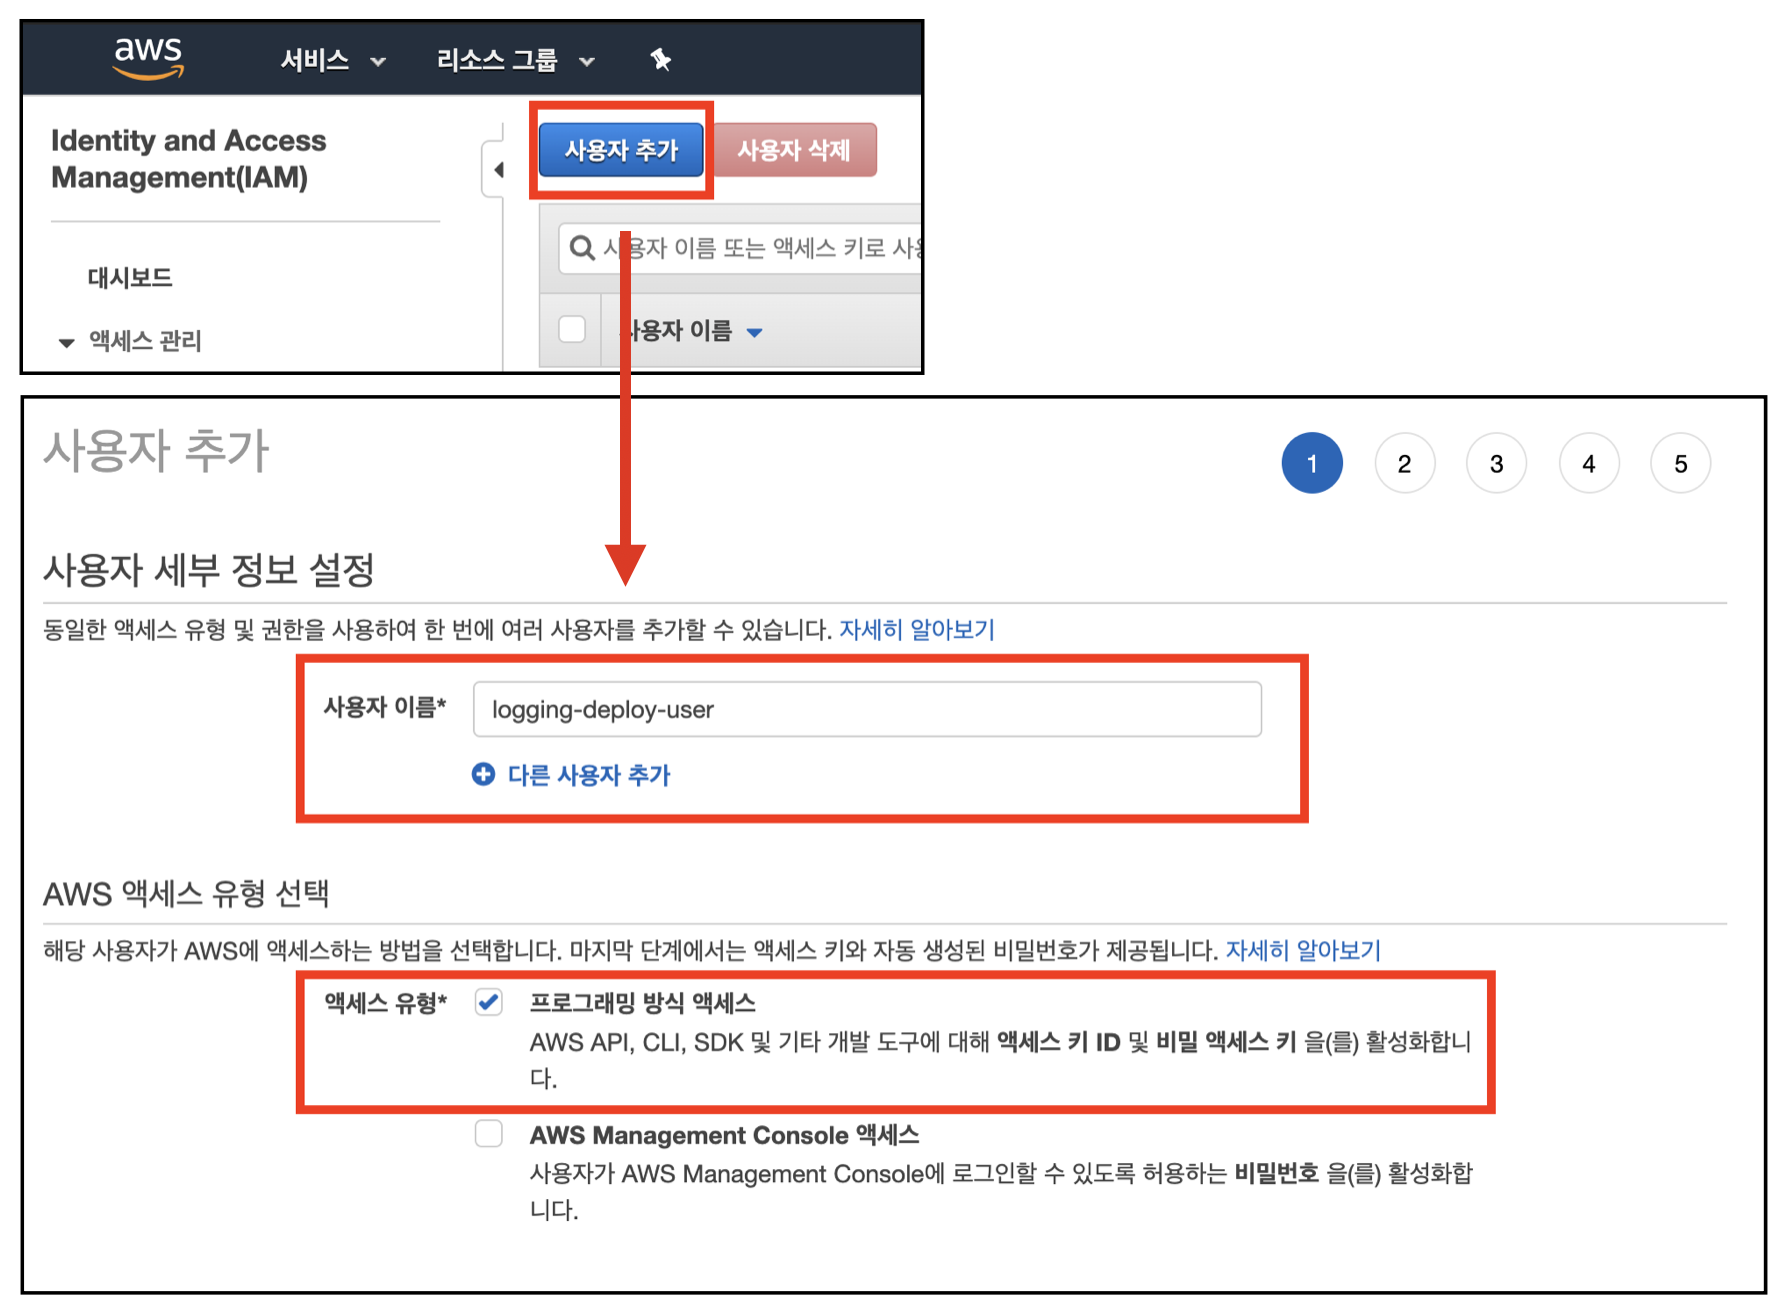 aws 서비스 리소스 그룹
Identity and Access
Management(IAM)
대시보드
액세스 관리
사용자 추가 사용자 삭제
사용자 이름 또는 액세스 키로 사용
사용자 이름
사용자 추가
1 2 3 4 5
사용자 세부 정보 설정
동일한 액세스 유형 및 권한을 사용하여 한 번에 여러 사용자를 추가할 수 있습니다. 자세히 알아보기
사용자 이름* logging-deploy-user
다른 사용자 추가
AWS 액세스 유형 선택
해당 사용자가 AWS에 액세스하는 방법을 선택합니다. 마지막 단계에서는 액세스 키와 자동 생성된 비밀번호가 제공됩니다. 자세히 알아보기
액세스 유형* 프로그래밍 방식 액세스
AWS API, CLI, SDK 및 기타 개발 도구에 대해 액세스 키 ID 및 비밀 액세스 키 을(를) 활성화합니
다.
AWS Management Console 액세스
사용자가 AWS Management Console에 로그인할 수 있도록 허용하는 비밀번호 을(를) 활성화합
니다.